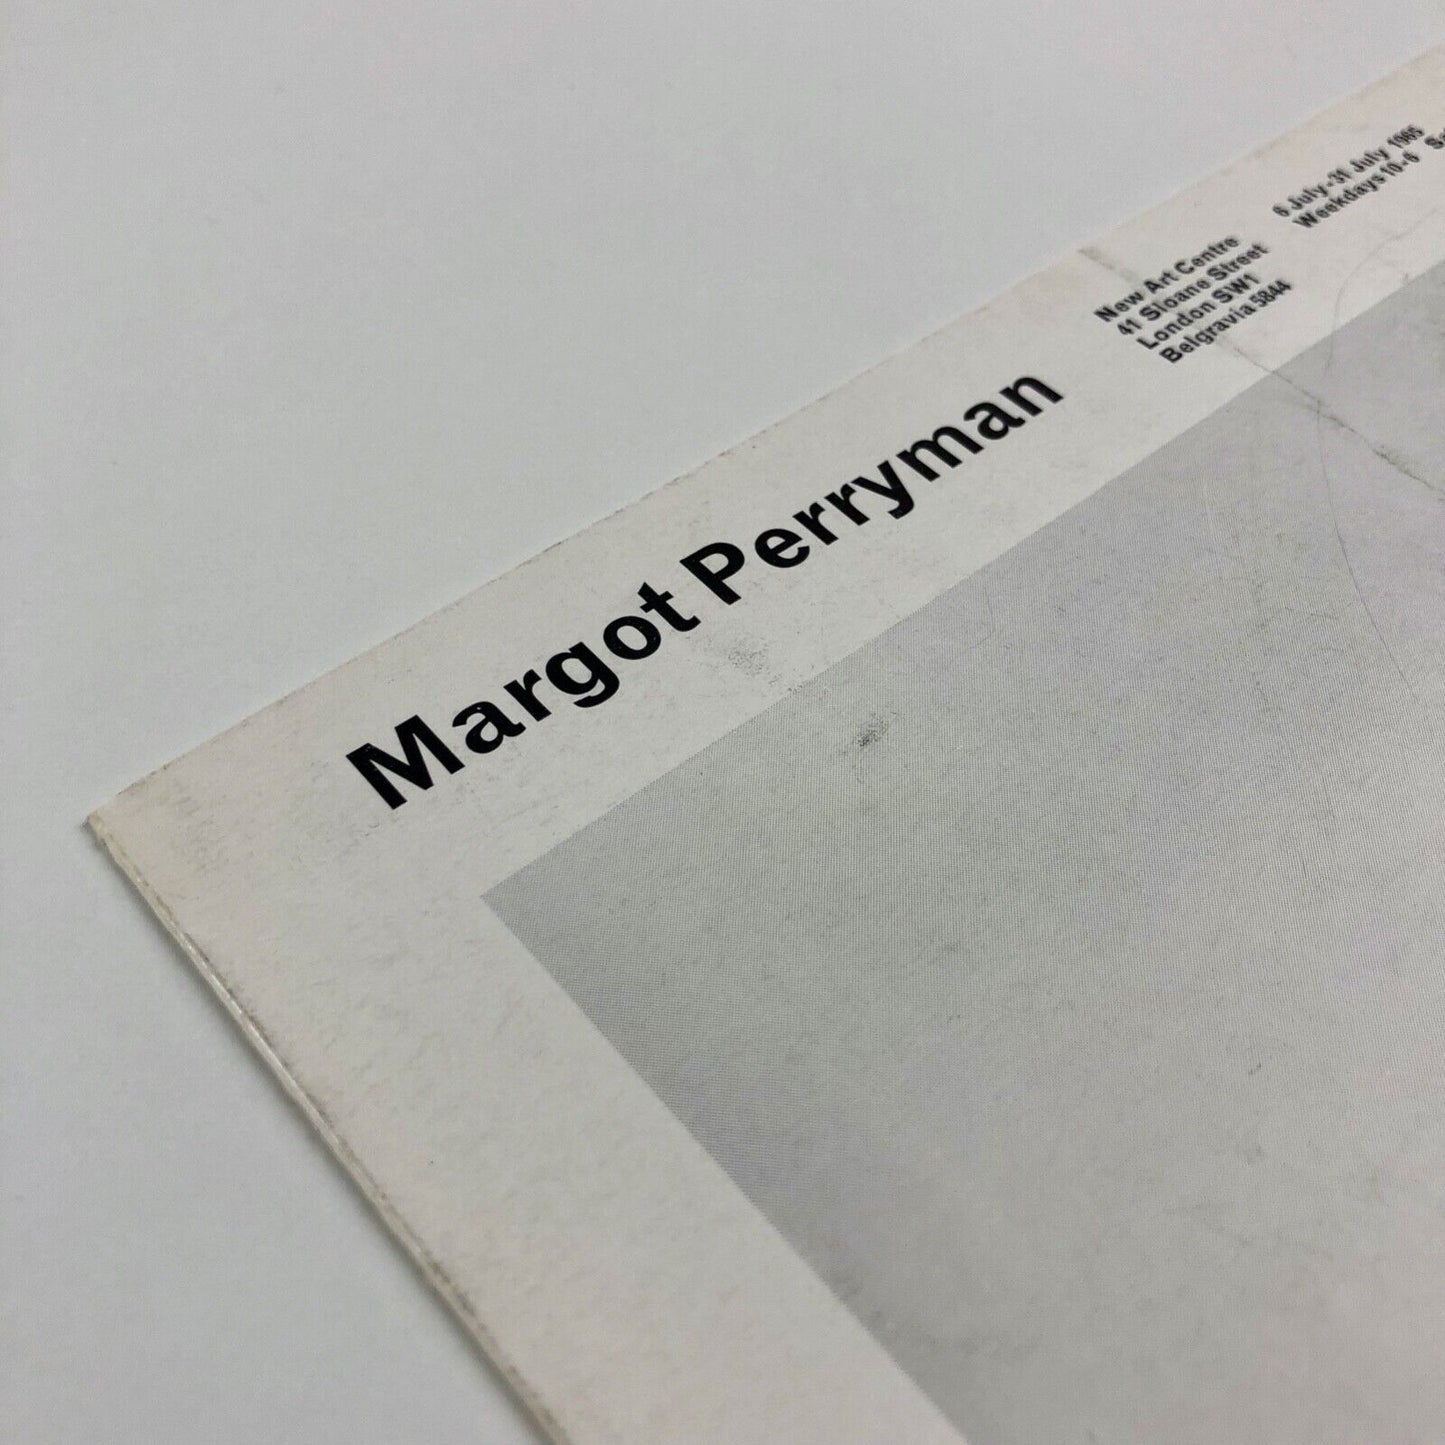 Margot Perryman
New Art Centre
41 Sloane Street
London SW1
Belgravia 5844
6 July-31 July 1965
Weekdays 10-6